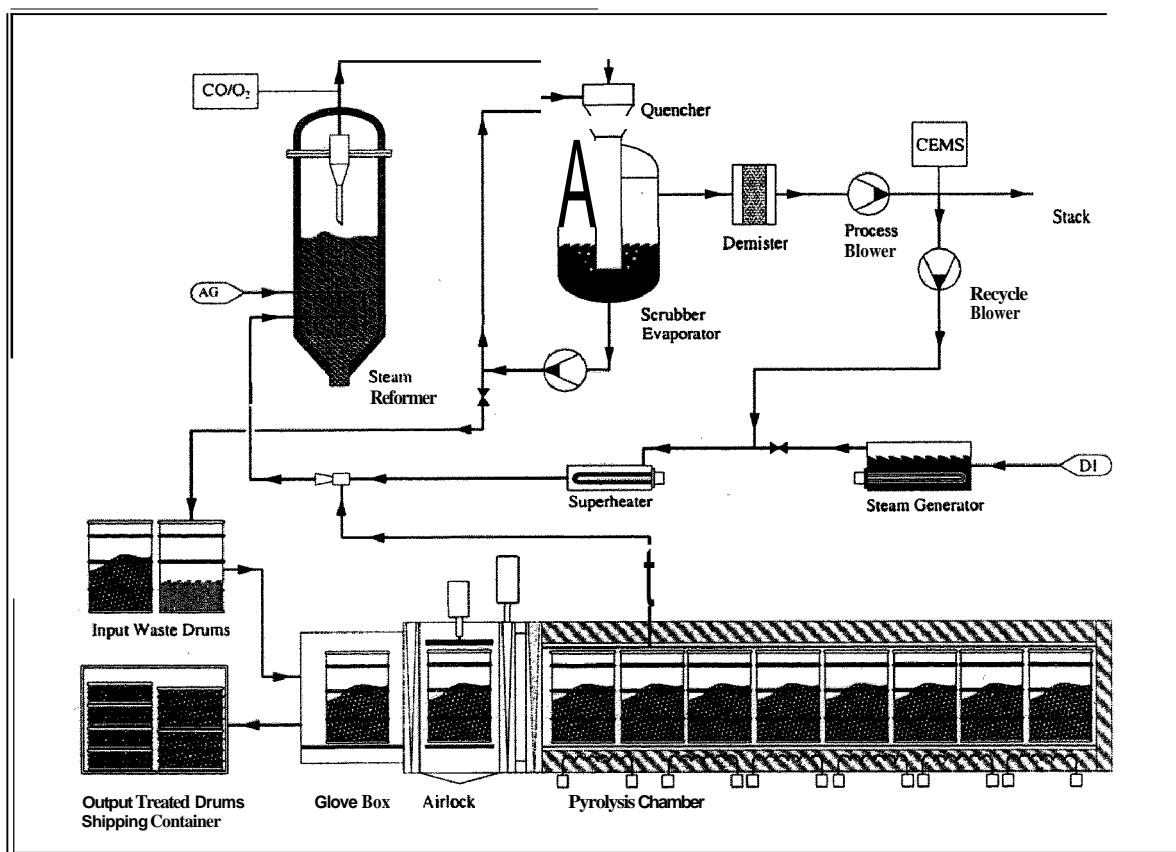 CO/O₂
Quencher
CEMS
Stack
Demister
Process
Blower
Recycle
Blower
AG
Scrubber
Evaporator
Steam
Reformer
Superheater
Steam Generator
DI
Input Waste Drums
Output Treated Drums
Shipping Container
Glove Box
Airlock
Pyrolysis Chamber